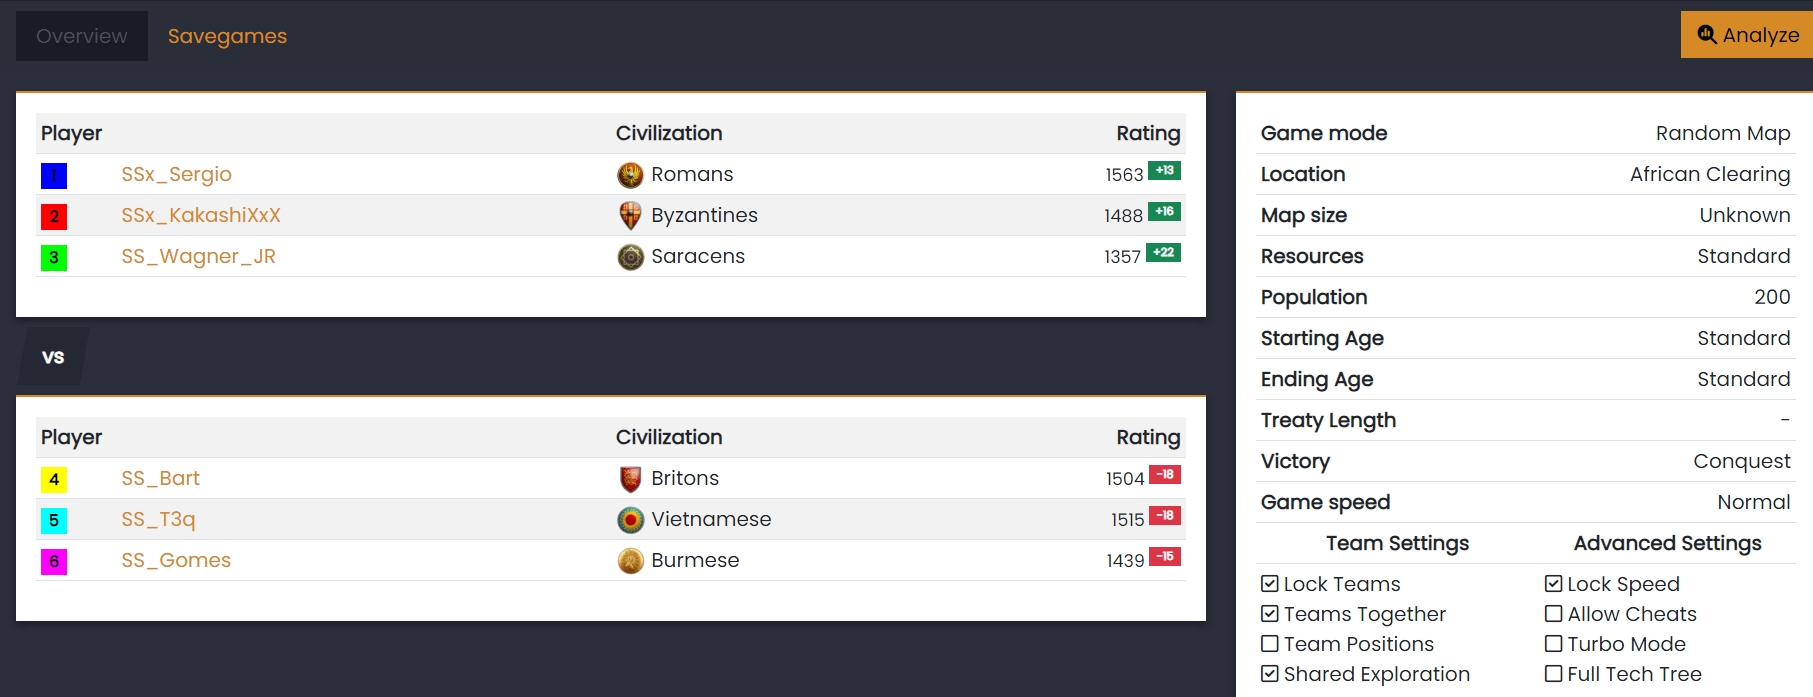 Overview Savegames Analyze
Player Civilization Rating
1 SSx_Sergio Romans 1563 +13
2 SSx_KakashiXxX Byzantines 1488 +16
3 SS_Wagner_JR Saracens 1357 +22
vs
Player Civilization Rating
4 SS_Bart Britons 1504 -18
5 SS_T3q Vietnamese 1515 -18
6 SS_Gomes Burmese 1439 -15
Game mode Random Map
Location African Clearing
Map size Unknown
Resources Standard
Population 200
Starting Age Standard
Ending Age Standard
Treaty Length -
Victory Conquest
Game speed Normal
Team Settings Advanced Settings
Lock Teams Lock Speed
Teams Together Allow Cheats
Team Positions Turbo Mode
Shared Exploration Full Tech Tree